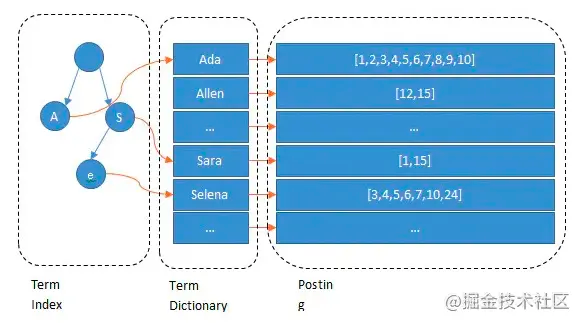 A
S
e
Ada
[1,2,3,4,5,6,7,8,9,10]
Allen
[12,15]
...
...
Sara
[1,15]
Selena
[3,4,5,6,7,10,24]
...
...
Term
Index
Term
Dictionary
Postin
g
@掘金技术社区